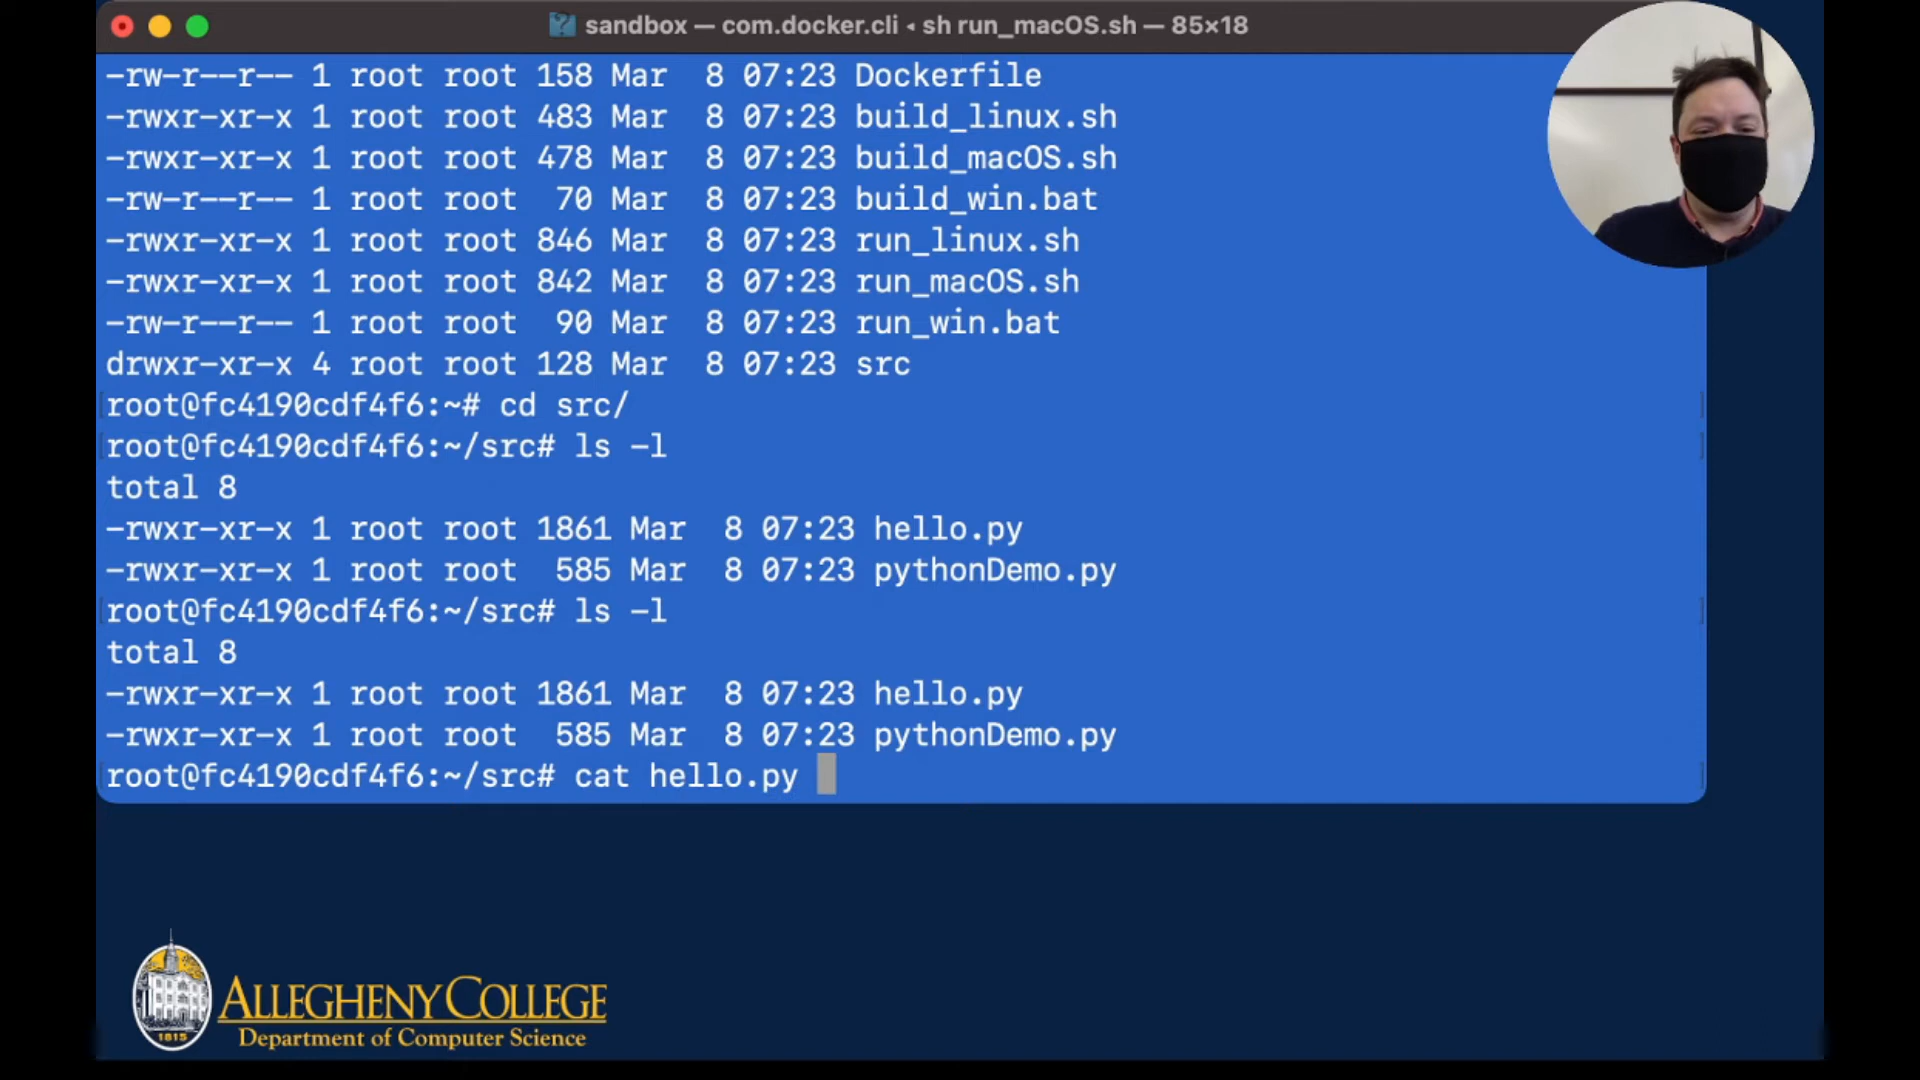 sandbox — com.docker.cli ◂ sh run_macOS.sh — 85×18
-rw-r--r-- 1 root root 158 Mar  8 07:23 Dockerfile
-rwxr-xr-x 1 root root 483 Mar  8 07:23 build_linux.sh
-rwxr-xr-x 1 root root 478 Mar  8 07:23 build_macOS.sh
-rw-r--r-- 1 root root  70 Mar  8 07:23 build_win.bat
-rwxr-xr-x 1 root root 846 Mar  8 07:23 run_linux.sh
-rwxr-xr-x 1 root root 842 Mar  8 07:23 run_macOS.sh
-rw-r--r-- 1 root root  90 Mar  8 07:23 run_win.bat
drwxr-xr-x 4 root root 128 Mar  8 07:23 src
root@fc4190cdf4f6:~# cd src/
root@fc4190cdf4f6:~/src# ls -l
total 8
-rwxr-xr-x 1 root root 1861 Mar  8 07:23 hello.py
-rwxr-xr-x 1 root root  585 Mar  8 07:23 pythonDemo.py
root@fc4190cdf4f6:~/src# ls -l
total 8
-rwxr-xr-x 1 root root 1861 Mar  8 07:23 hello.py
-rwxr-xr-x 1 root root  585 Mar  8 07:23 pythonDemo.py
root@fc4190cdf4f6:~/src# cat hello.py
1815
ALLEGHENY COLLEGE
Department of Computer Science